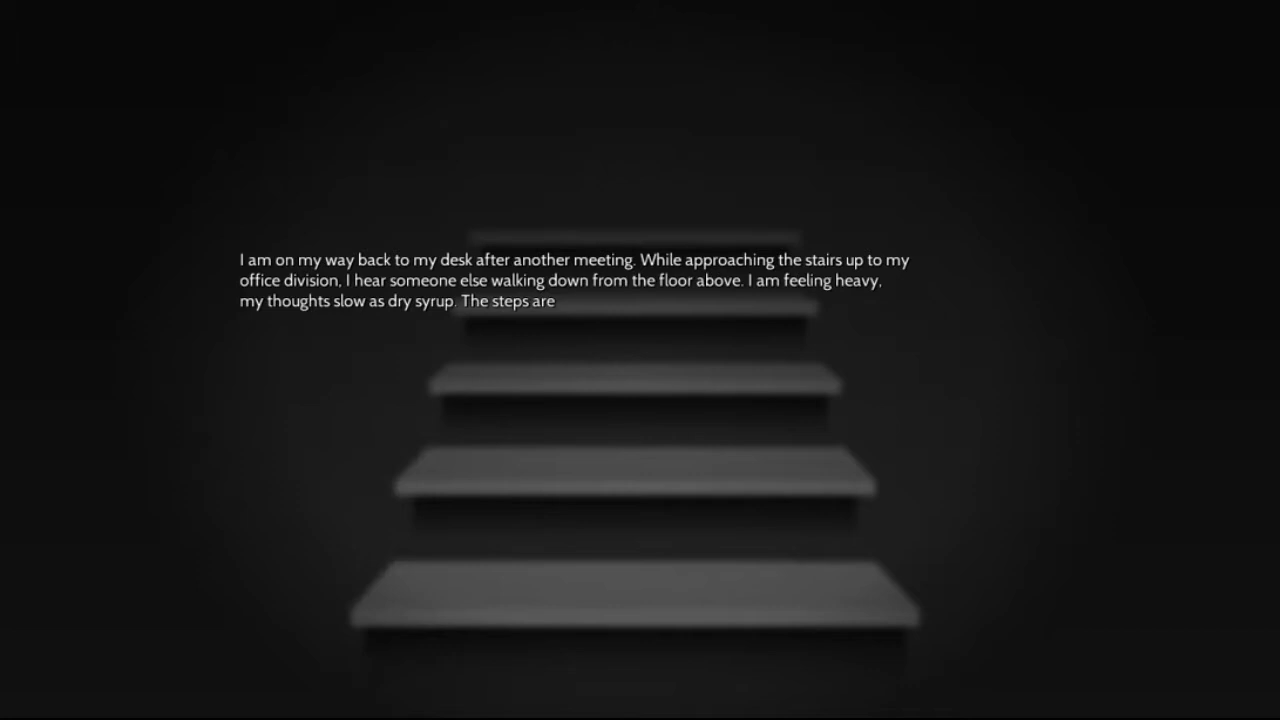 I am on my way back to my desk after another meeting. While approaching the stairs up to my
office division, I hear someone else walking down from the floor above. I am feeling heavy,
my thoughts slow as dry syrup. The steps are